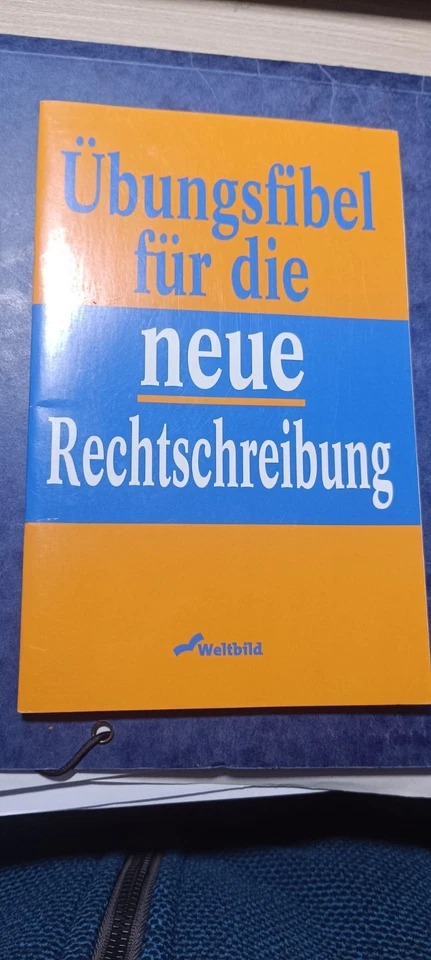 Übungsfibel
für die
neue
Rechtschreibung
Weltbild